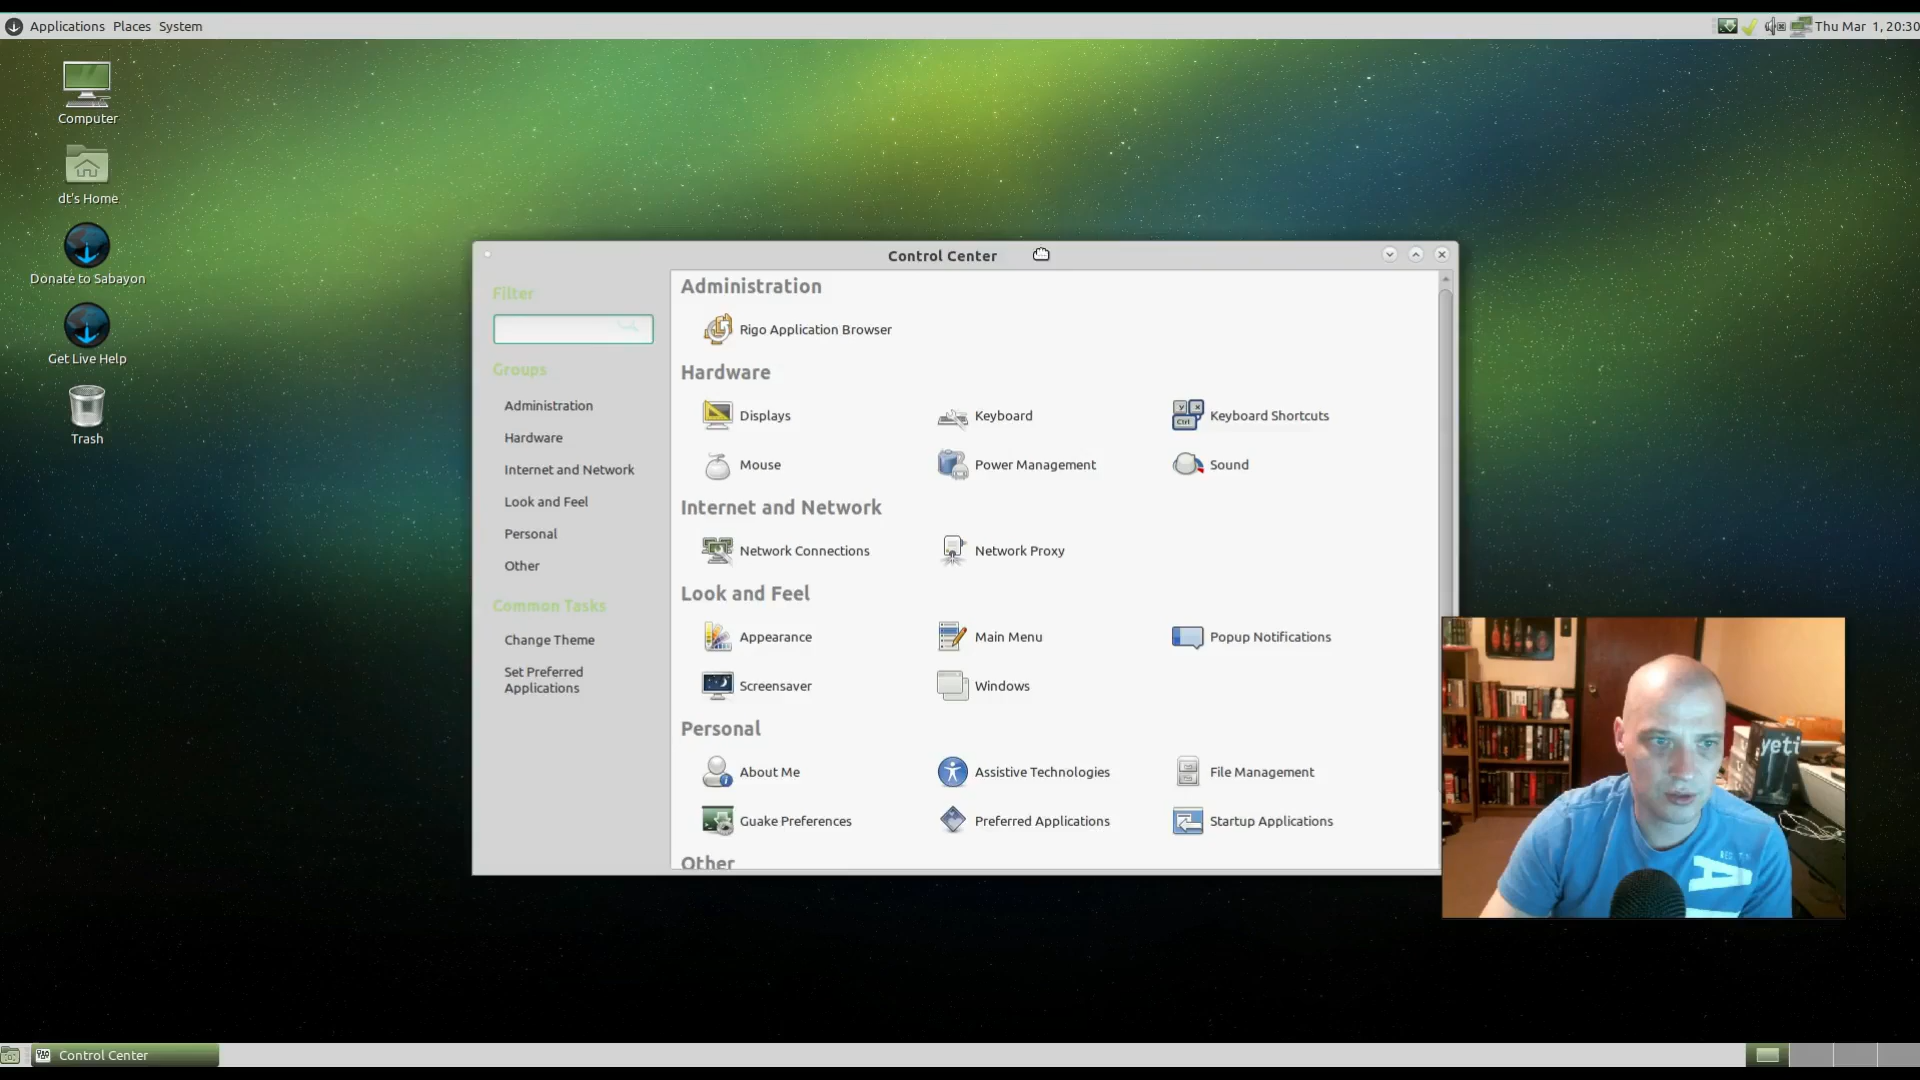 Applications Places System
Thu Mar 1, 20:30
Computer
dt's Home
Donate to Sabayon
Get Live Help
Trash
Control Center
Filter
Groups
Administration
Hardware
Internet and Network
Look and Feel
Personal
Other
Common Tasks
Change Theme
Set Preferred
Applications
Administration
Rigo Application Browser
Hardware
Displays
Keyboard
Keyboard Shortcuts
Y X
Ctrl
Mouse
Power Management
Sound
Internet and Network
Network Connections
Network Proxy
Look and Feel
Appearance
Main Menu
Popup Notifications
Screensaver
Windows
Personal
About Me
Assistive Technologies
File Management
Guake Preferences
Preferred Applications
Startup Applications
Other
yeti
A
Control Center